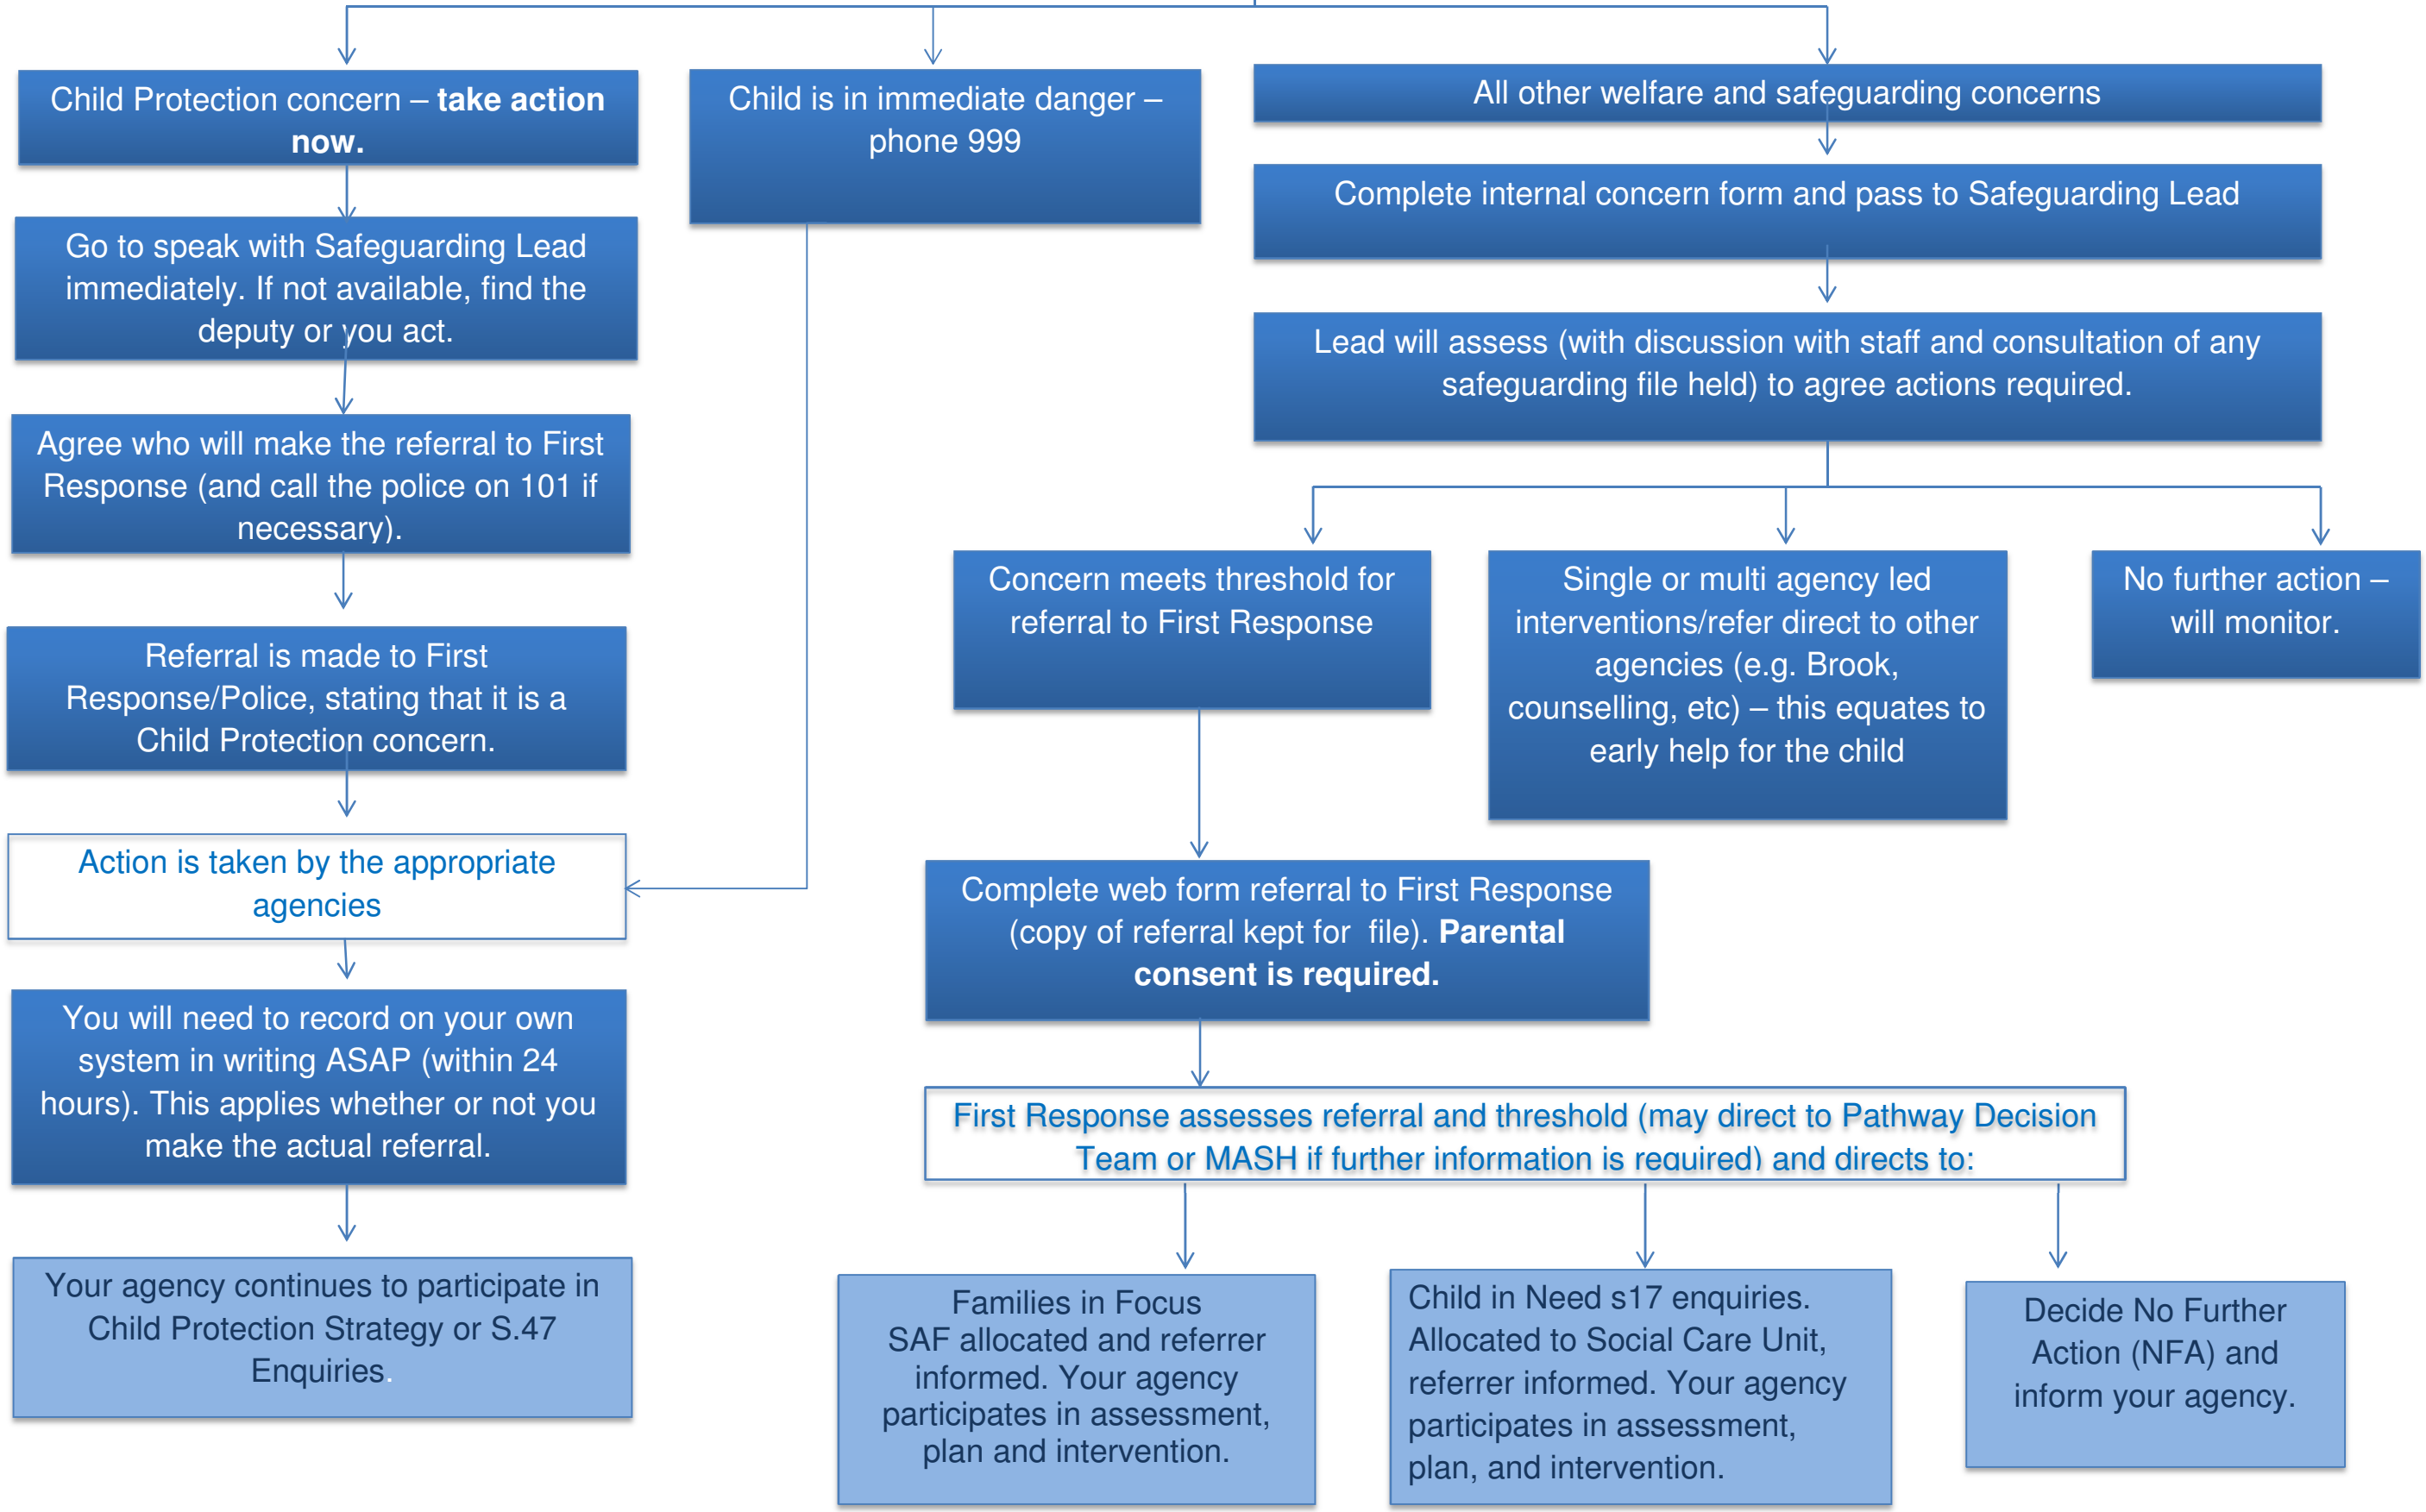 Child Protection concern – take action
now.
Go to speak with Safeguarding Lead
immediately. If not available, find the
deputy or you act.
Agree who will make the referral to First
Response (and call the police on 101 if
necessary).
Referral is made to First
Response/Police, stating that it is a
Child Protection concern.
Action is taken by the appropriate
agencies
You will need to record on your own
system in writing ASAP (within 24
hours). This applies whether or not you
make the actual referral.
Your agency continues to participate in
Child Protection Strategy or S.47
Enquiries.
Child is in immediate danger –
phone 999
All other welfare and safeguarding concerns
Complete internal concern form and pass to Safeguarding Lead
Lead will assess (with discussion with staff and consultation of any
safeguarding file held) to agree actions required.
Concern meets threshold for
referral to First Response
Single or multi agency led
interventions/refer direct to other
agencies (e.g. Brook,
counselling, etc) – this equates to
early help for the child
No further action –
will monitor.
Complete web form referral to First Response
(copy of referral kept for file). Parental
consent is required.
First Response assesses referral and threshold (may direct to Pathway Decision
Team or MASH if further information is required) and directs to:
Families in Focus
SAF allocated and referrer
informed. Your agency
participates in assessment,
plan and intervention.
Child in Need s17 enquiries.
Allocated to Social Care Unit,
referrer informed. Your agency
participates in assessment,
plan, and intervention.
Decide No Further
Action (NFA) and
inform your agency.